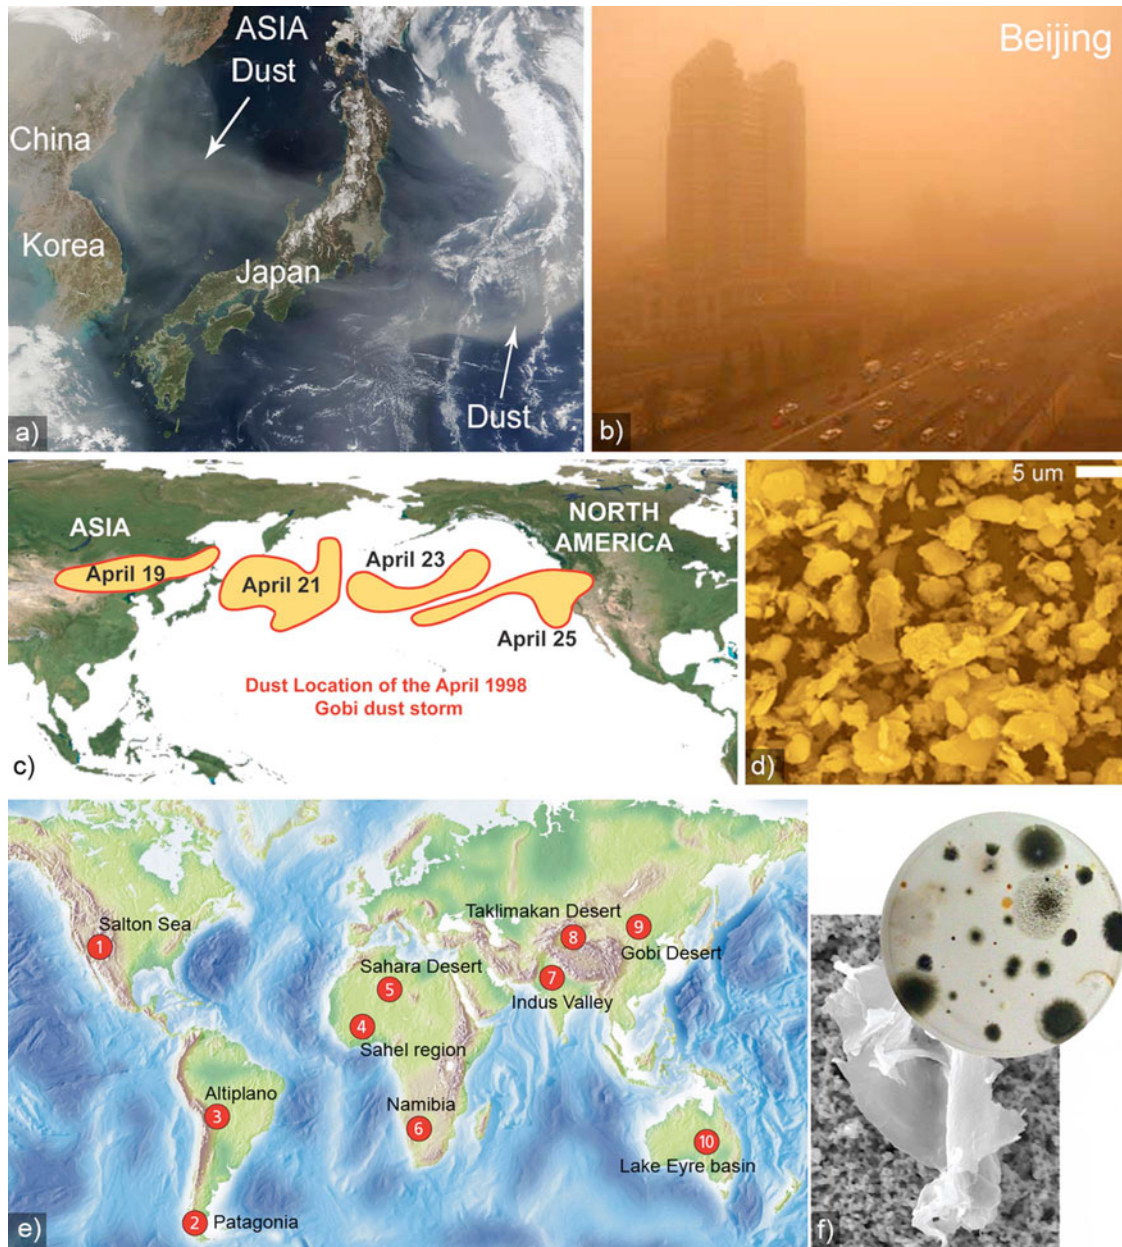 ASIA
Dust
China
Korea
Japan
Dust
a)
Beijing
b)
ASIA
NORTH
AMERICA
April 19
April 21
April 23
April 25
Dust Location of the April 1998
Gobi dust storm
c)
5 um
d)
Salton Sea
1
2
Patagonia
Altiplano
3
4
Sahel region
Sahara Desert
5
Namibia
6
7
Indus Valley
Taklimakan Desert
8
9
Gobi Desert
10
Lake Eyre basin
e)
f)